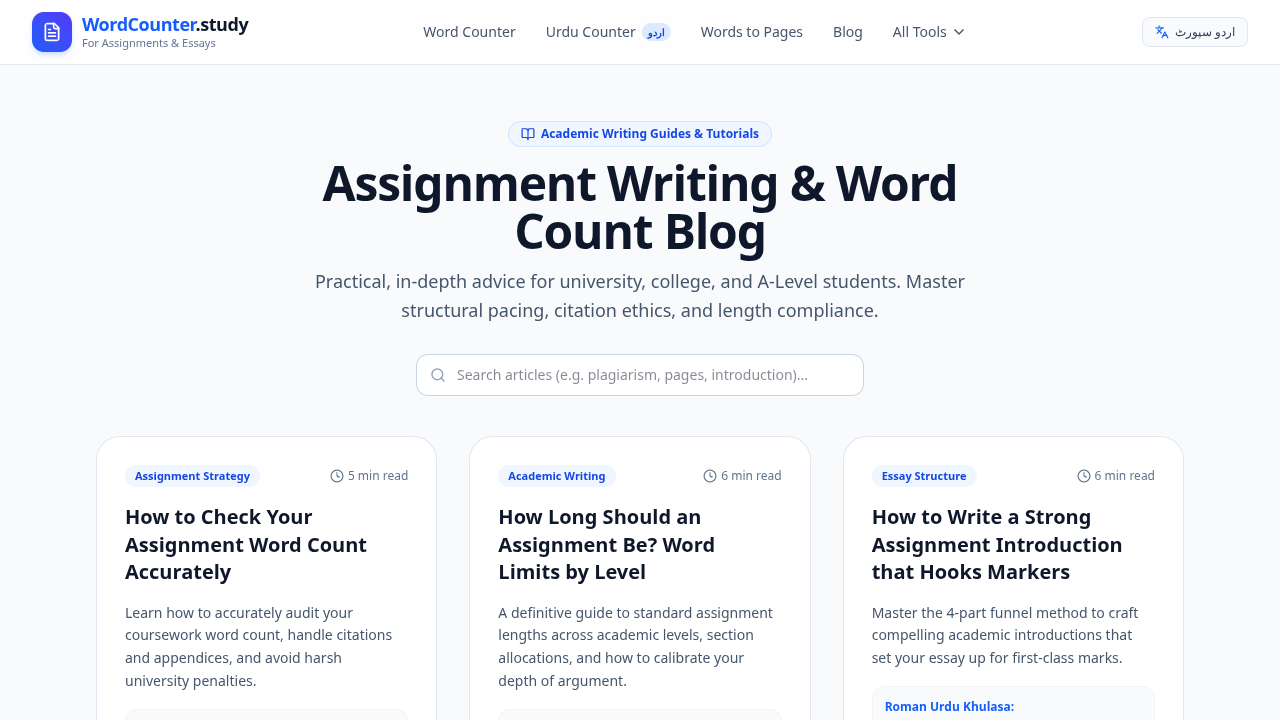 WordCounter.study
For Assignments & Essays
Word Counter
Urdu Counter اردو
Words to Pages
Blog
All Tools
اردو سپورٹ
Academic Writing Guides & Tutorials
Assignment Writing & Word
Count Blog
Practical, in-depth advice for university, college, and A-Level students. Master
structural pacing, citation ethics, and length compliance.
Search articles (e.g. plagiarism, pages, introduction)...
Assignment Strategy
5 min read
How to Check Your
Assignment Word Count
Accurately
Learn how to accurately audit your
coursework word count, handle citations
and appendices, and avoid harsh
university penalties.
Academic Writing
6 min read
How Long Should an
Assignment Be? Word
Limits by Level
A definitive guide to standard assignment
lengths across academic levels, section
allocations, and how to calibrate your
depth of argument.
Essay Structure
6 min read
How to Write a Strong
Assignment Introduction
that Hooks Markers
Master the 4-part funnel method to craft
compelling academic introductions that
set your essay up for first-class marks.
Roman Urdu Khulasa: